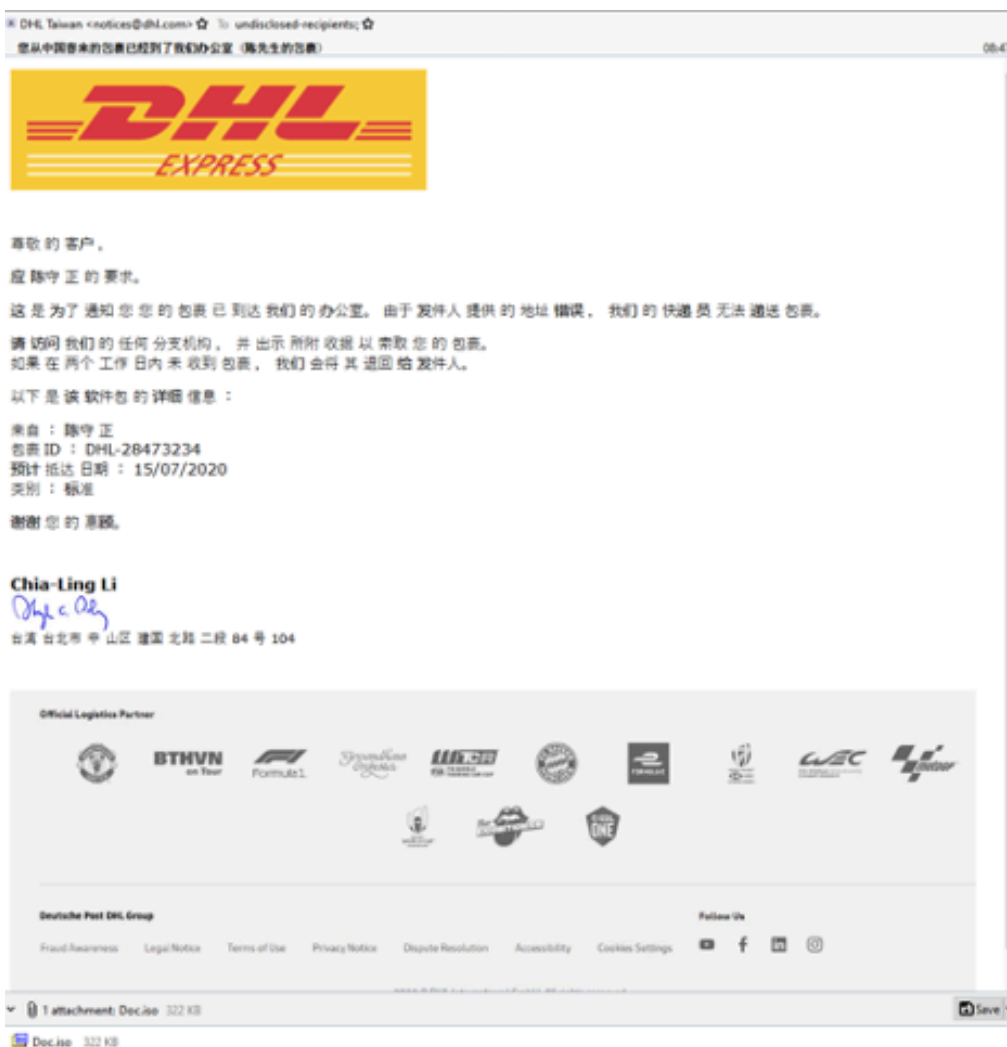 DHL Taiwan <notices@dhl.com> To undisclosed-recipients;
您从中国寄来的包裹已经到了我们办公室（陈先生的包裹） 08:4
DHL
EXPRESS
尊敬 的 客户，
应 陈守 正 的 要求。
这 是 为了 通知 您 您 的 包裹 已 到达 我们 的 办公室。 由于 发件人 提供 的 地址 错误， 我们 的 快递 员 无法 递送 包裹。
请 访问 我们 的 任何 分支机构， 并 出示 所附 收据 以 索取 您 的 包裹。
如果 在 两个 工作 日内 未 收到 包裹， 我们 会将 其 退回 给 发件人。
以下 是 该 软件包 的 详细 信息 ：
来自 ： 陈守 正
包裹 ID ： DHL-28473234
预计 抵达 日期 ： 15/07/2020
类别 ： 标准
谢谢 您 的 惠顾。
Chia-Ling Li
台湾 台北市 中 山区 建国 北路 二段 84 号 104
Official Logistics Partner
BTHVN
on Tour
Formula 1
WTCR
WEC
Deutsche Post DHL Group
Follow Us
Fraud Awareness Legal Notice Terms of Use Privacy Notice Dispute Resolution Accessibility Cookies Settings
1 attachment: Doc.iso 322 KB
Save
Doc.iso 322 KB